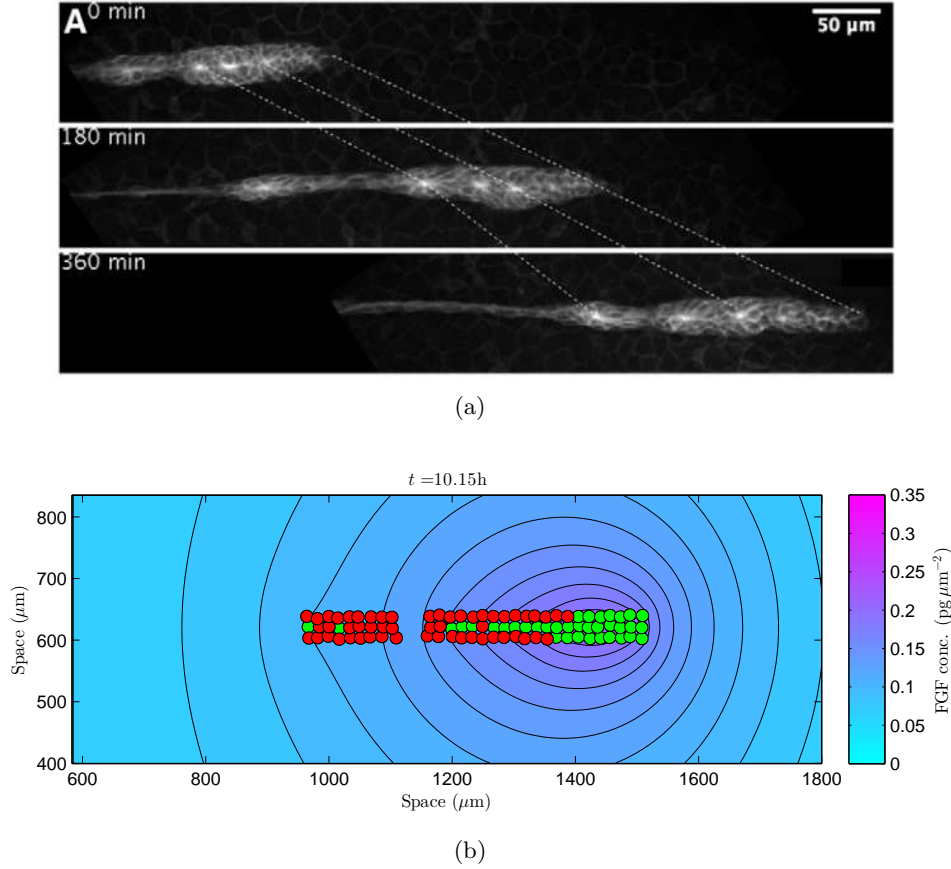 A 0 min
50 µm
180 min
360 min
(a)
t =10.15h
800
700
600
500
400
Space (µm)
600 800 1000 1200 1400 1600 1800
Space (µm)
0.35
0.3
0.25
0.2
0.15
0.1
0.05
0
FGF conc. (pg µm⁻²)
(b)